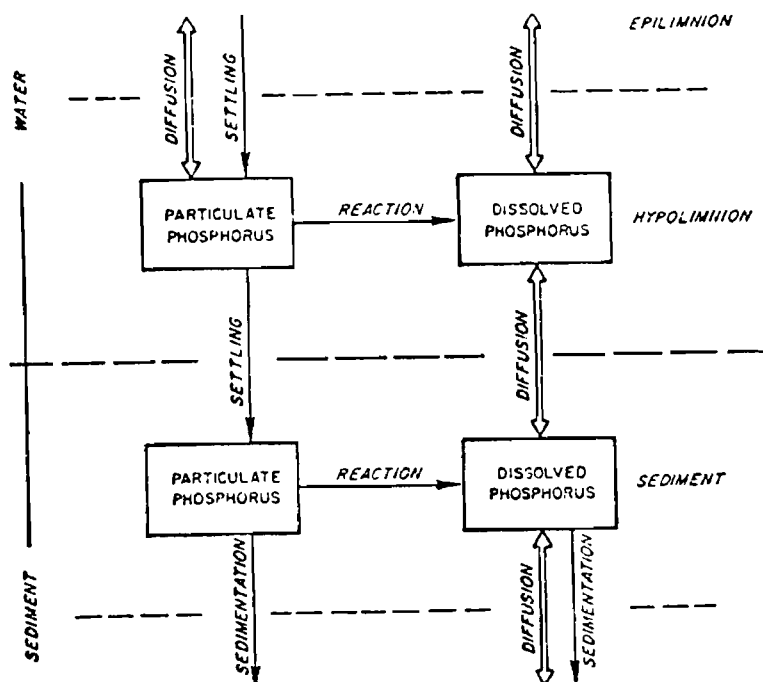 EPILIMNION
WATER
DIFFUSION
SETTLING
DIFFUSION
PARTICULATE
PHOSPHORUS
REACTION
DISSOLVED
PHOSPHORUS
HYPOLIMNION
SETTLING
DIFFUSION
PARTICULATE
PHOSPHORUS
REACTION
DISSOLVED
PHOSPHORUS
SEDIMENT
SEDIMENT
SEDIMENTATION
DIFFUSION
SEDIMENTATION